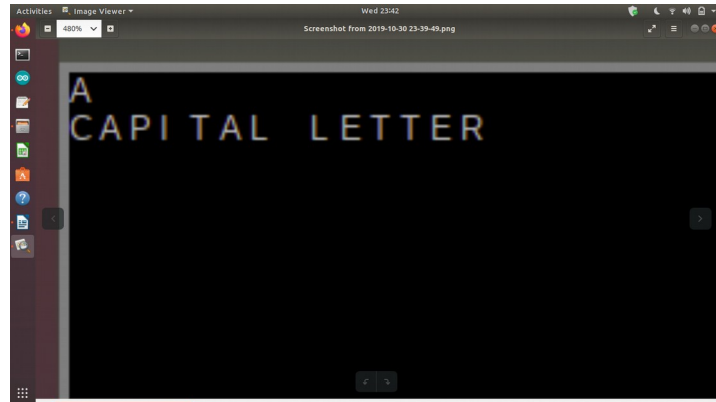 Activities Image Viewer Wed 23:42
480% Screenshot from 2019-10-30 23-39-49.png
A
CAPITAL LETTER